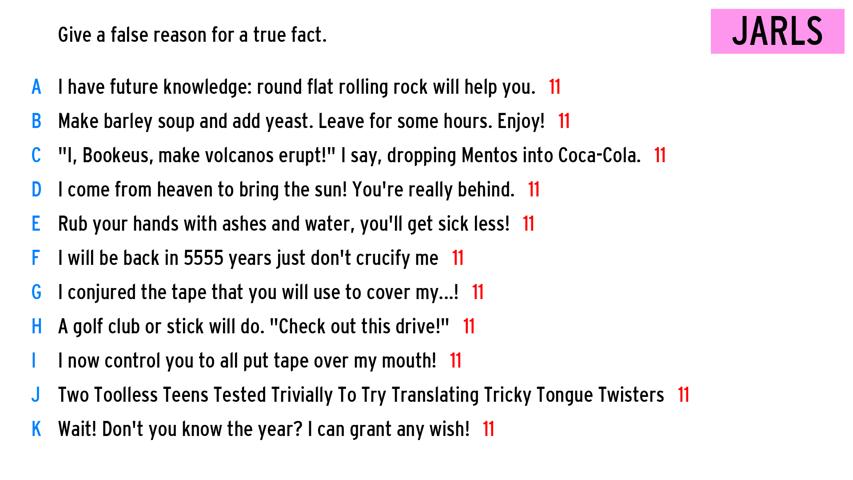 Give a false reason for a true fact.
JARLS
A I have future knowledge: round flat rolling rock will help you. 11
B Make barley soup and add yeast. Leave for some hours. Enjoy! 11
C "I, Bookeus, make volcanos erupt!" I say, dropping Mentos into Coca-Cola. 11
D I come from heaven to bring the sun! You're really behind. 11
E Rub your hands with ashes and water, you'll get sick less! 11
F I will be back in 5555 years just don't crucify me 11
G I conjured the tape that you will use to cover my...! 11
H A golf club or stick will do. "Check out this drive!" 11
I I now control you to all put tape over my mouth! 11
J Two Toolless Teens Tested Trivially To Try Translating Tricky Tongue Twisters 11
K Wait! Don't you know the year? I can grant any wish! 11